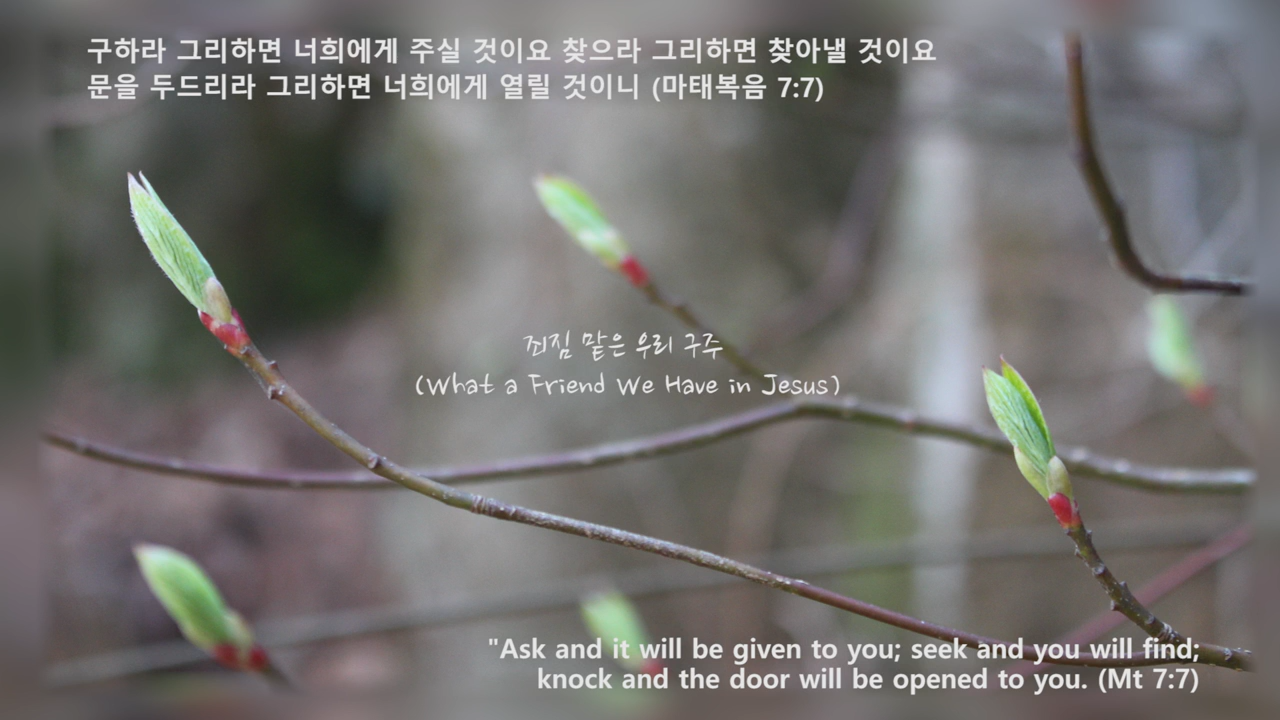 구하라 그리하면 너희에게 주실 것이요 찾으라 그리하면 찾아낼 것이요
문을 두드리라 그리하면 너희에게 열릴 것이니 (마태복음 7:7)
죄짐 맡은 우리 구주
(What a Friend We Have in Jesus)
"Ask and it will be given to you; seek and you will find;
knock and the door will be opened to you. (Mt 7:7)